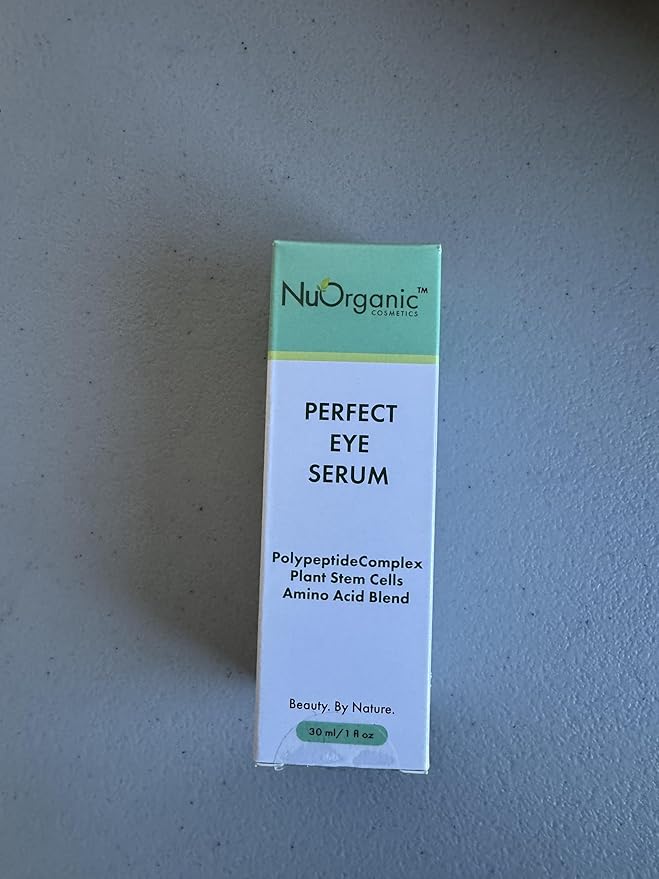 NuOrganic™
COSMETICS
PERFECT
EYE
SERUM
PolypeptideComplex
Plant Stem Cells
Amino Acid Blend
Beauty. By Nature.
30 ml/1 fl oz